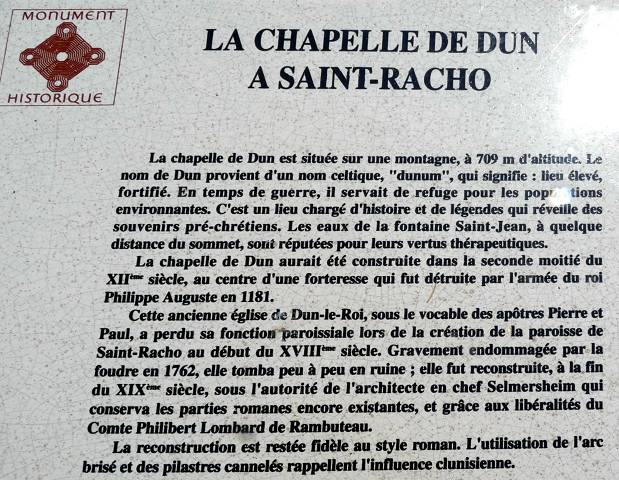 MONUMENT
HISTORIQUE
LA CHAPELLE DE DUN
A SAINT-RACHO
La chapelle de Dun est située sur une montagne, à 709 m d'altitude. Le
nom de Dun provient d'un nom celtique, "dunum", qui signifie : lieu élevé,
fortifié. En temps de guerre, il servait de refuge pour les populations
environnantes. C'est un lieu chargé d'histoire et de légendes qui réveille des
souvenirs pré-chrétiens. Les eaux de la fontaine Saint-Jean, à quelque
distance du sommet, sont réputées pour leurs vertus thérapeutiques.
La chapelle de Dun aurait été construite dans la seconde moitié du
XIIème siècle, au centre d'une forteresse qui fut détruite par l'armée du roi
Philippe Auguste en 1181.
Cette ancienne église de Dun-le-Roi, sous le vocable des apôtres Pierre et
Paul, a perdu sa fonction paroissiale lors de la création de la paroisse de
Saint-Racho au début du XVIIIème siècle. Gravement endommagée par la
foudre en 1762, elle tomba peu à peu en ruine ; elle fut reconstruite, à la fin
du XIXème siècle, sous l'autorité de l'architecte en chef Selmersheim qui
conserva les parties romanes encore existantes, et grâce aux libéralités du
Comte Philibert Lombard de Rambuteau.
La reconstruction est restée fidèle au style roman. L'utilisation de l'arc
brisé et des pilastres cannelés rappellent l'influence clunisienne.